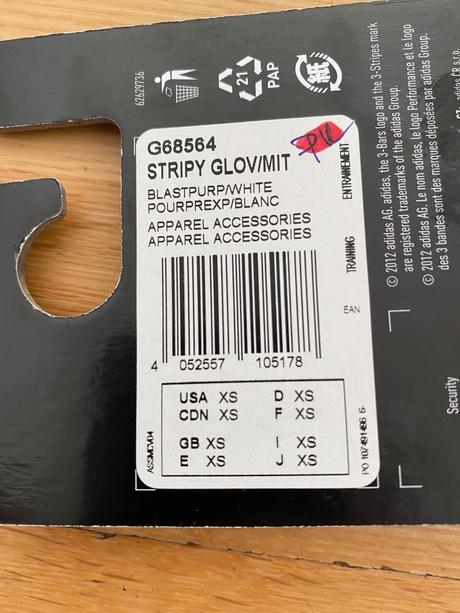 62629736
21
PAP
紙
G68564
STRIPY GLOV/MIT
BLASTPURP/WHITE
POURPREXP/BLANC
APPAREL ACCESSORIES
APPAREL ACCESSORIES
ENTRAINEMENT
TRAINING
EAN
4 052557 105178
USA XS D XS
CDN XS F XS
GB XS I XS
E XS J XS
ASSMCV04
© 2012 adidas AG. adidas, the 3-Bars logo and the 3-Stripes mark
are registered trademarks of the adidas Group.
© 2012 adidas AG. Le nom adidas, le logo Performance et le logo
des 3 bandes sont des marques déposées par adidas Group.
Security